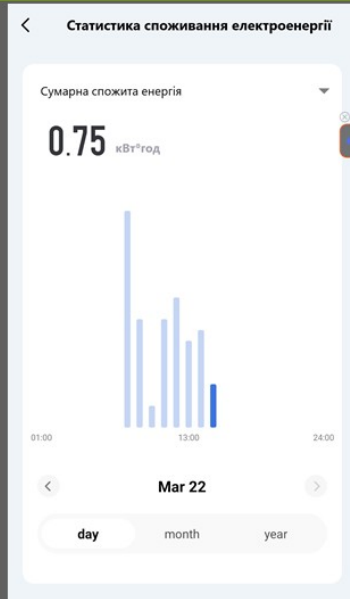 Статистика споживання електроенергії
Сумарна спожита енергія
0.75 кВт°год
01:00 13:00 24:00
Mar 22
day month year